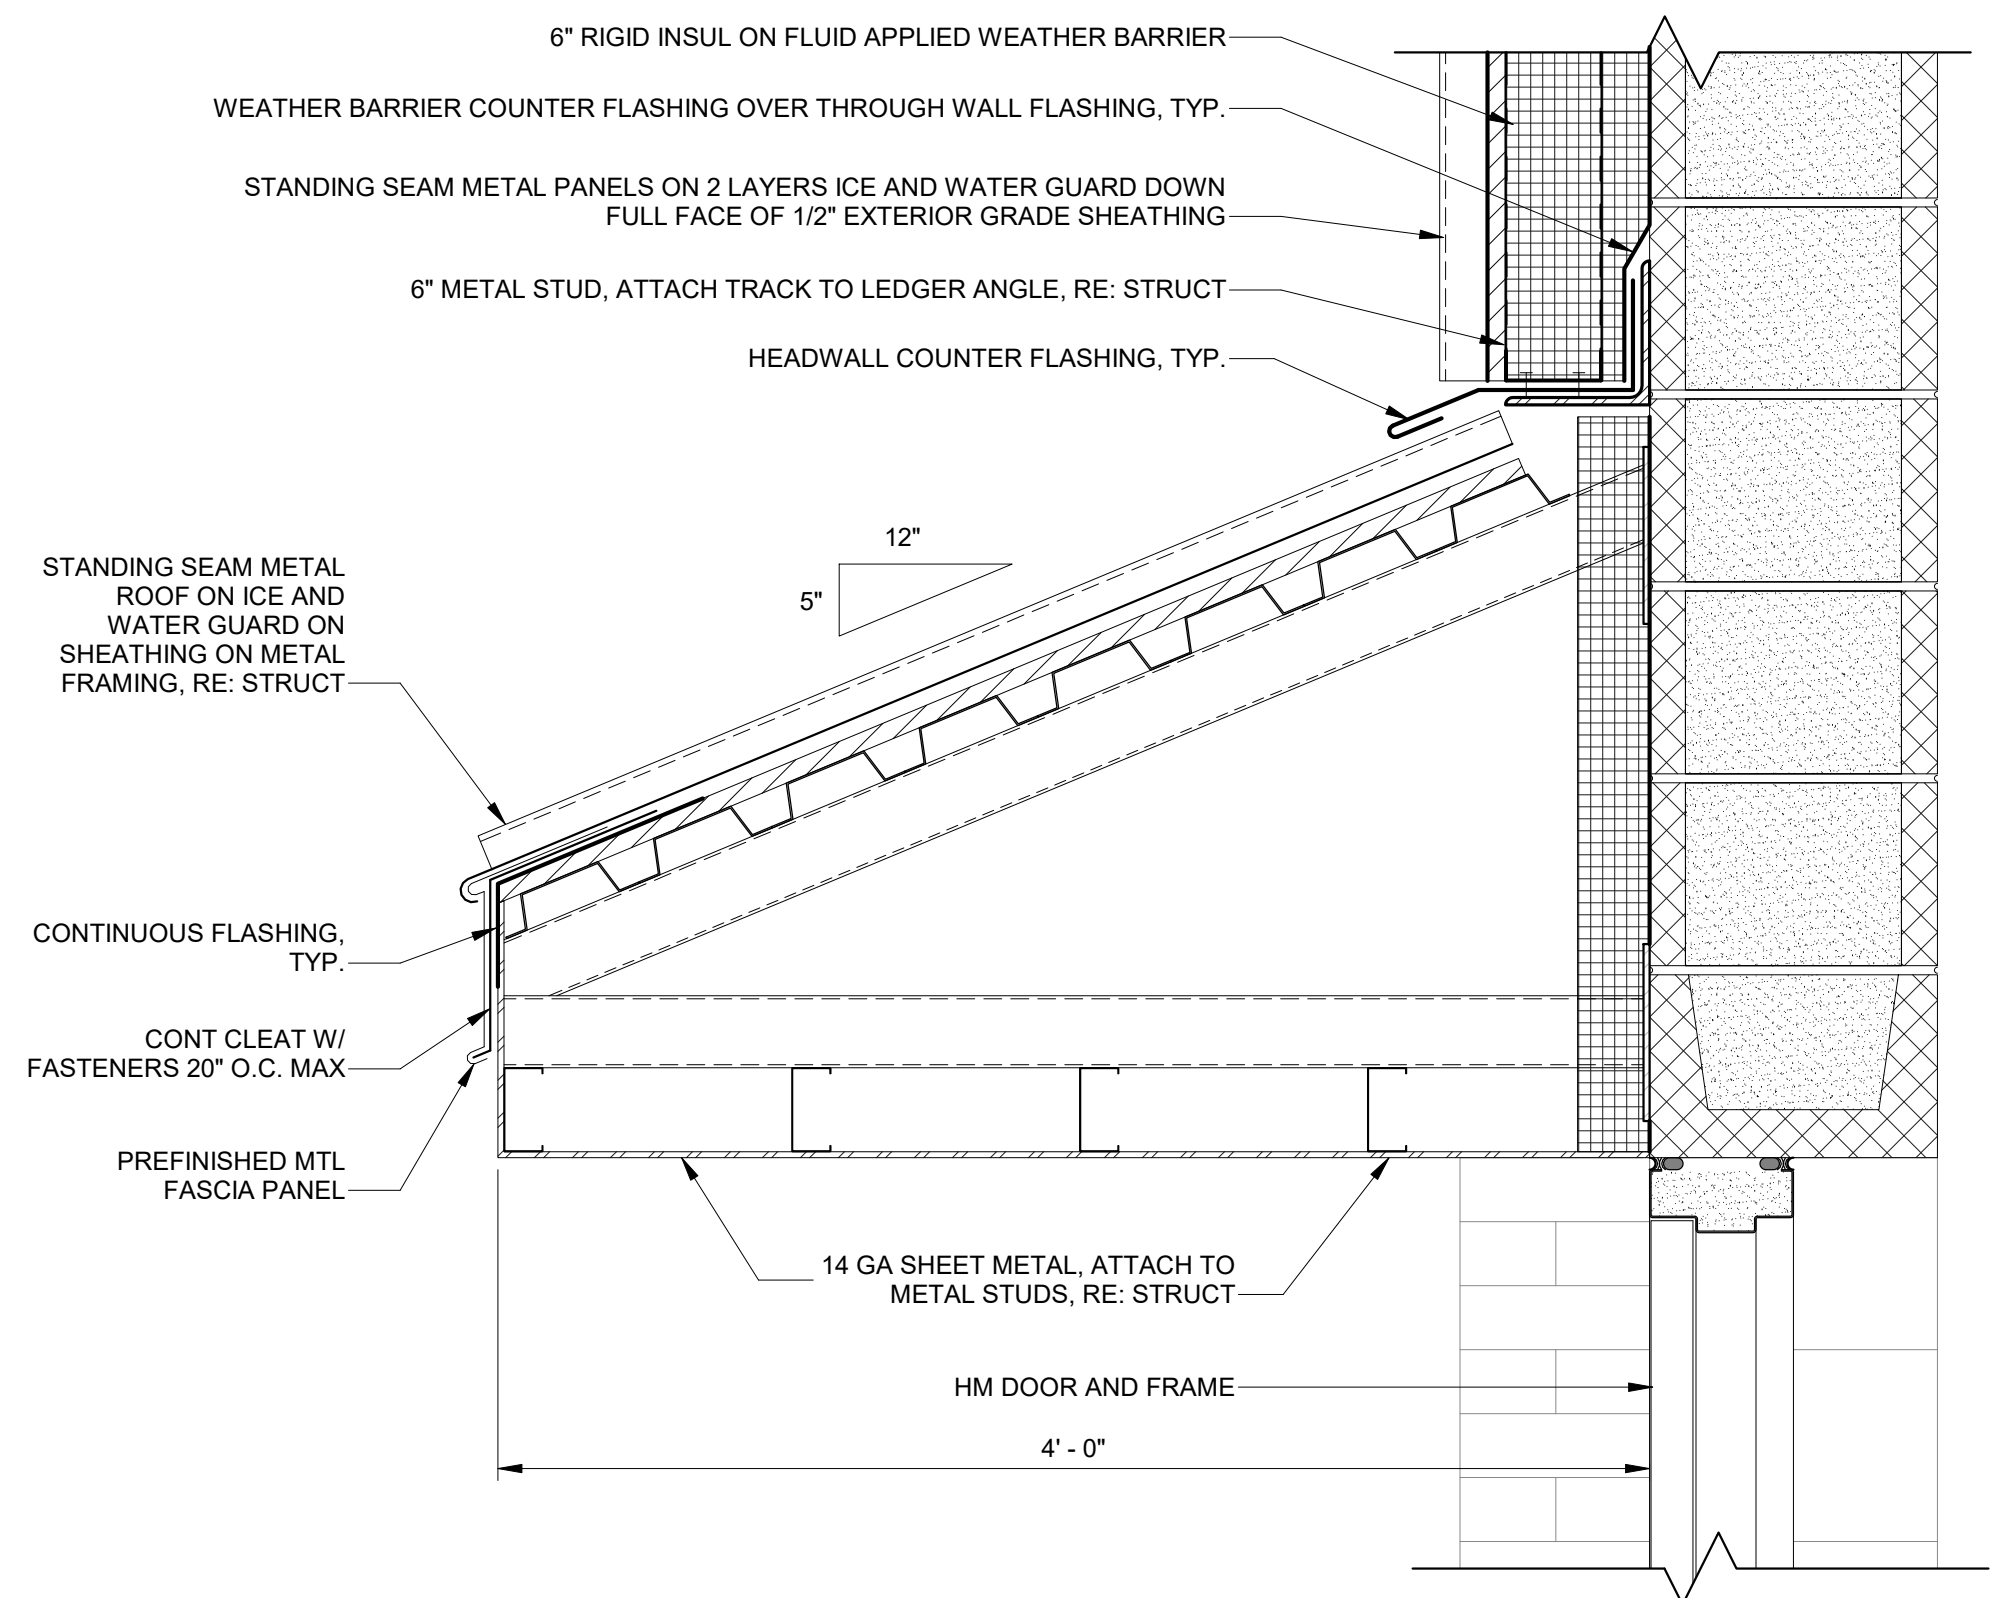 6" RIGID INSUL ON FLUID APPLIED WEATHER BARRIER
WEATHER BARRIER COUNTER FLASHING OVER THROUGH WALL FLASHING, TYP.
STANDING SEAM METAL PANELS ON 2 LAYERS ICE AND WATER GUARD DOWN
FULL FACE OF 1/2" EXTERIOR GRADE SHEATHING
6" METAL STUD, ATTACH TRACK TO LEDGER ANGLE, RE: STRUCT
HEADWALL COUNTER FLASHING, TYP.
12"
5"
STANDING SEAM METAL
ROOF ON ICE AND
WATER GUARD ON
SHEATHING ON METAL
FRAMING, RE: STRUCT
CONTINUOUS FLASHING,
TYP.
CONT CLEAT W/
FASTENERS 20" O.C. MAX
PREFINISHED MTL
FASCIA PANEL
14 GA SHEET METAL, ATTACH TO
METAL STUDS, RE: STRUCT
HM DOOR AND FRAME
4' - 0"